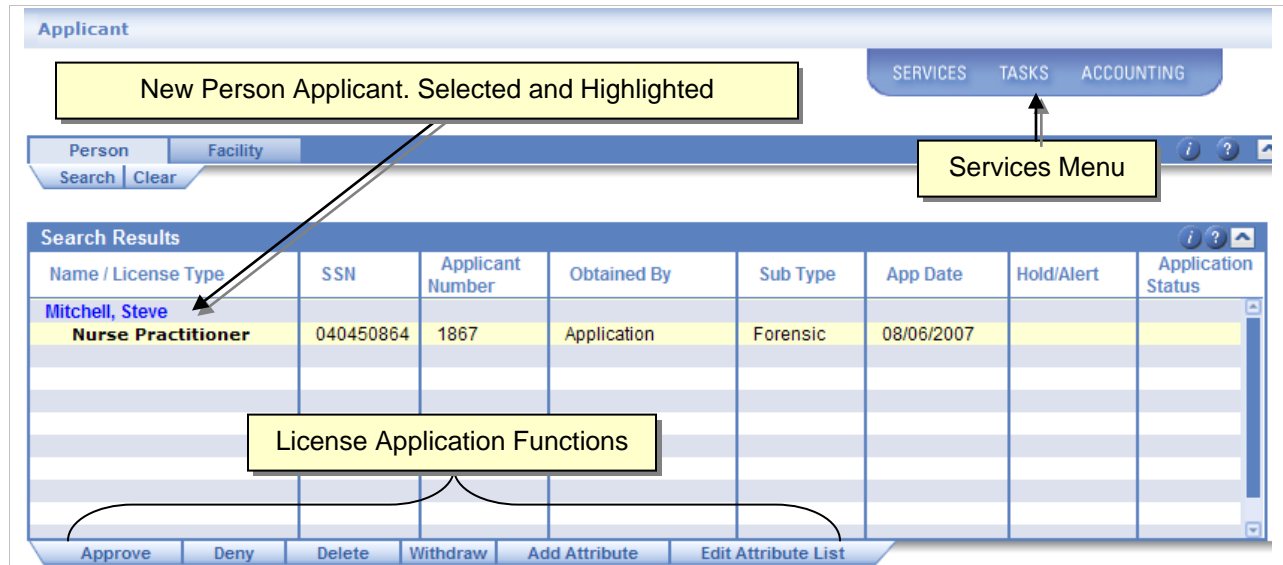 Applicant
SERVICES TASKS ACCOUNTING
New Person Applicant. Selected and Highlighted
Person Facility
Services Menu
Search Clear
Search Results
Name / License Type SSN Applicant Number Obtained By Sub Type App Date Hold/Alert Application Status
Mitchell, Steve
Nurse Practitioner 040450864 1867 Application Forensic 08/06/2007
License Application Functions
Approve Deny Delete Withdraw Add Attribute Edit Attribute List